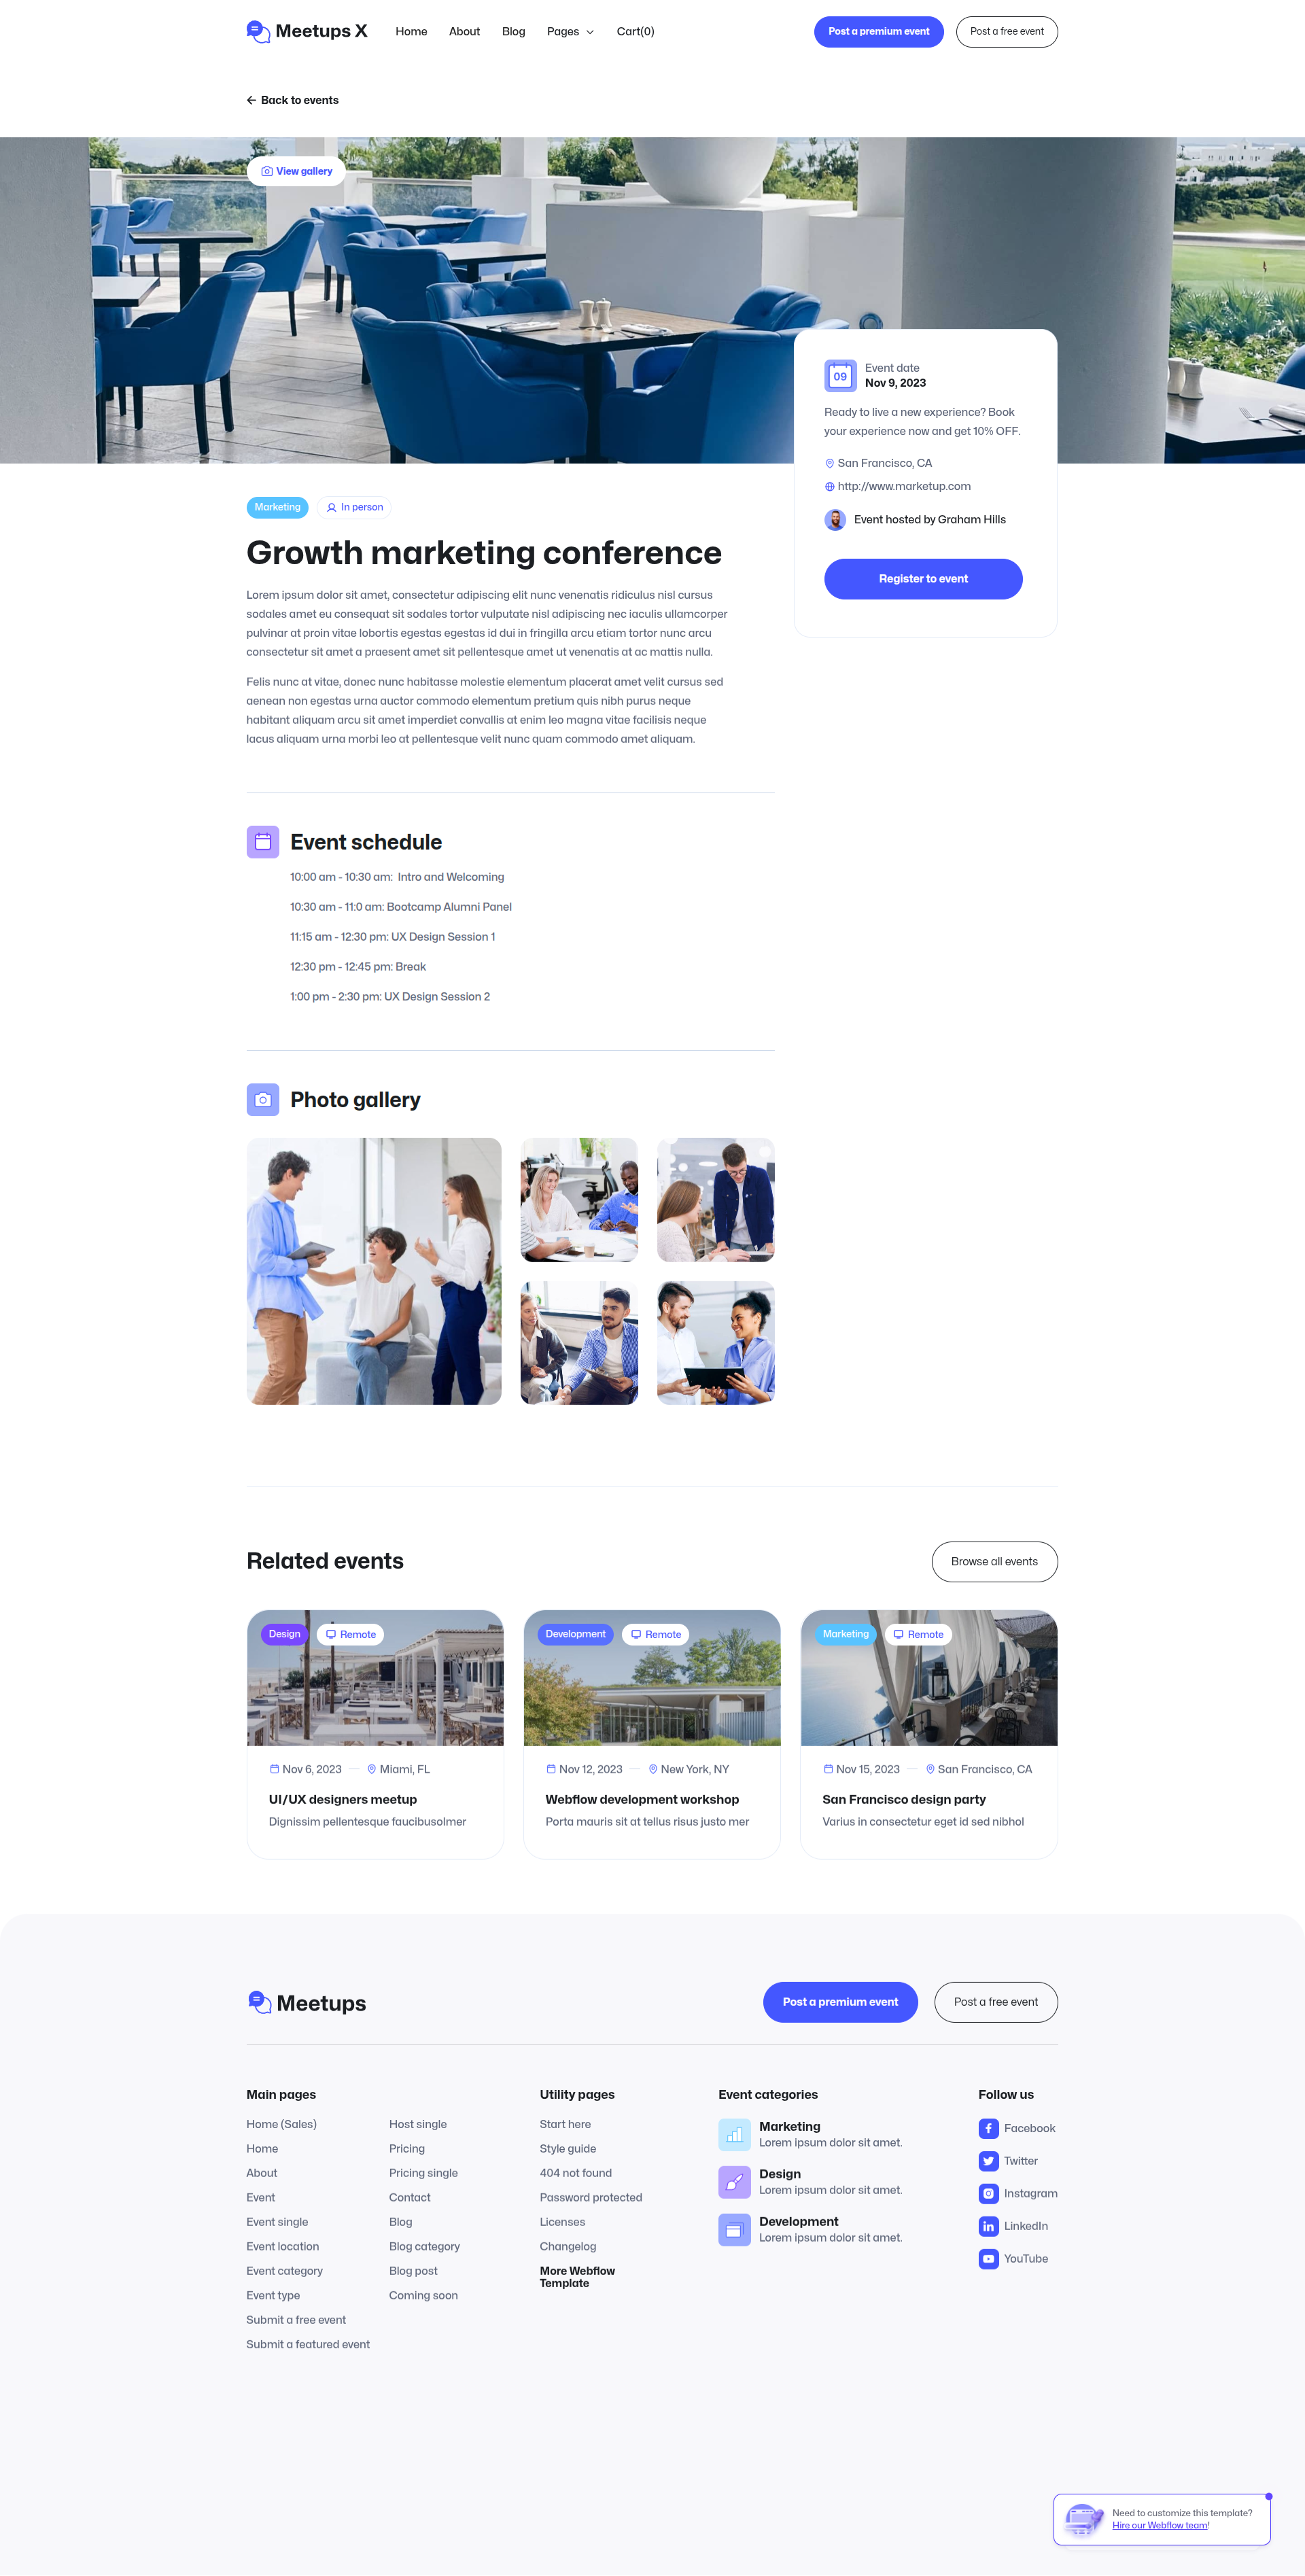 Meetups X
Home
About
Blog
Pages
Cart(0)
Post a premium event
Post a free event
Back to events
View gallery
09
Event date
Nov 9, 2023
Ready to live a new experience? Book
your experience now and get 10% OFF.
San Francisco, CA
http://www.marketup.com
Event hosted by Graham Hills
Register to event
Marketing
In person
Growth marketing conference
Lorem ipsum dolor sit amet, consectetur adipiscing elit nunc venenatis ridiculus nisl cursus
sodales amet eu consequat sit sodales tortor vulputate nisl adipiscing nec iaculis ullamcorper
pulvinar at proin vitae lobortis egestas egestas id dui in fringilla arcu etiam tortor nunc arcu
consectetur sit amet a praesent amet sit pellentesque amet ut venenatis at ac mattis nulla.
Felis nunc at vitae, donec nunc habitasse molestie elementum placerat amet velit cursus sed
aenean non egestas urna auctor commodo elementum pretium quis nibh purus neque
habitant aliquam arcu sit amet imperdiet convallis at enim leo magna vitae facilisis neque
lacus aliquam urna morbi leo at pellentesque velit nunc quam commodo amet aliquam.
Event schedule
10:00 am - 10:30 am:  Intro and Welcoming
10:30 am - 11:0 am: Bootcamp Alumni Panel
11:15 am - 12:30 pm: UX Design Session 1
12:30 pm - 12:45 pm: Break
1:00 pm - 2:30 pm: UX Design Session 2
Photo gallery
Related events
Browse all events
Design
Remote
Nov 6, 2023
Miami, FL
UI/UX designers meetup
Dignissim pellentesque faucibusolmer
Development
Remote
Nov 12, 2023
New York, NY
Webflow development workshop
Porta mauris sit at tellus risus justo mer
Marketing
Remote
Nov 15, 2023
San Francisco, CA
San Francisco design party
Varius in consectetur eget id sed nibhol
Meetups
Post a premium event
Post a free event
Main pages
Home (Sales)
Home
About
Event
Event single
Event location
Event category
Event type
Submit a free event
Submit a featured event
Host single
Pricing
Pricing single
Contact
Blog
Blog category
Blog post
Coming soon
Utility pages
Start here
Style guide
404 not found
Password protected
Licenses
Changelog
More Webflow
Template
Event categories
Marketing
Lorem ipsum dolor sit amet.
Design
Lorem ipsum dolor sit amet.
Development
Lorem ipsum dolor sit amet.
Follow us
Facebook
Twitter
Instagram
LinkedIn
YouTube
Need to customize this template?
Hire our Webflow team!